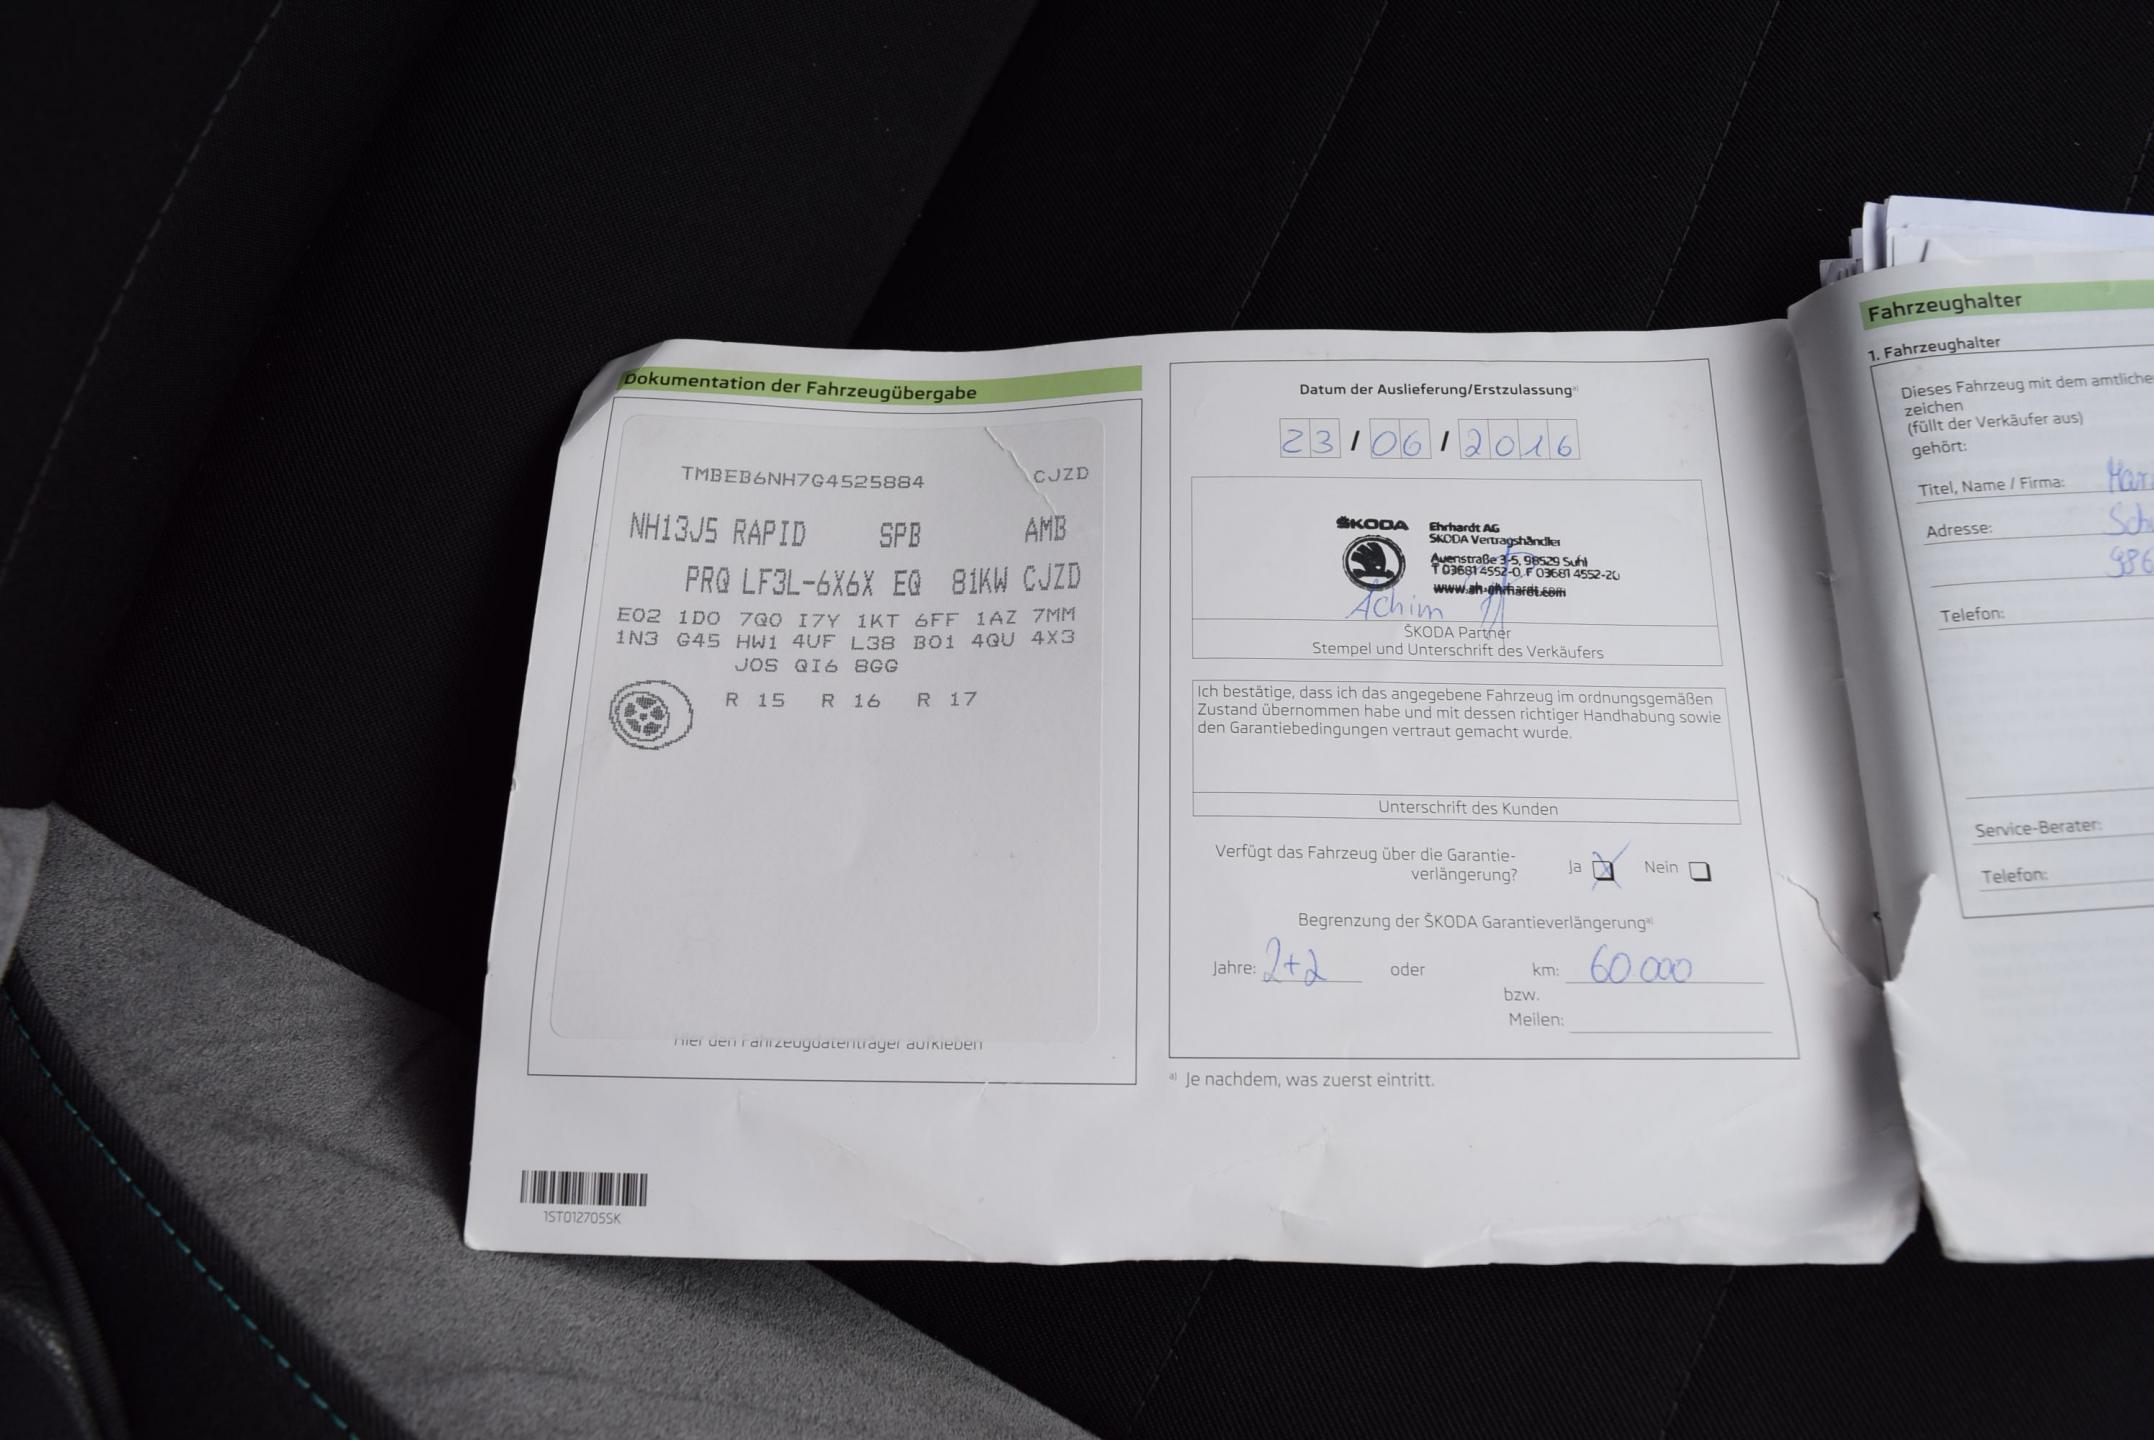 Dokumentation der Fahrzeugübergabe
TMBEB6NH7G4525884 CJZD
NH13J5 RAPID SPB AMB
PRQ LF3L-6X6X EQ 81KW CJZD
E02 1D0 7Q0 I7Y 1KT 6FF 1AZ 7MM
1N3 G45 HW1 4UF L38 B01 4QU 4X3
J0S QI6 8GG
R 15 R 16 R 17
Hier den Fahrzeugdatenträger aufkleben
1ST012705SK
Datum der Auslieferung/Erstzulassung a)
23 / 06 / 2016
ŠKODA
Ehrhardt AG
ŠKODA Vertragshändler
Auenstraße 3-5, 98529 Suhl
T 03681 4552-0, F 03681 4552-20
www.ah-ehrhardt.com
Achim
ŠKODA Partner
Stempel und Unterschrift des Verkäufers
Ich bestätige, dass ich das angegebene Fahrzeug im ordnungsgemäßen
Zustand übernommen habe und mit dessen richtiger Handhabung sowie
den Garantiebedingungen vertraut gemacht wurde.
Unterschrift des Kunden
Verfügt das Fahrzeug über die Garantie-
verlängerung? Ja Nein
Begrenzung der ŠKODA Garantieverlängerung a)
Jahre: 2+2 oder km: 60.000
bzw.
Meilen:
a) Je nachdem, was zuerst eintritt.
Fahrzeughalter
1. Fahrzeughalter
Dieses Fahrzeug mit dem
zeichen
(füllt der Verkäufer aus)
gehört:
Titel, Name / Firma:
Adresse:
986
Telefon:
Service-Berater:
Telefon: